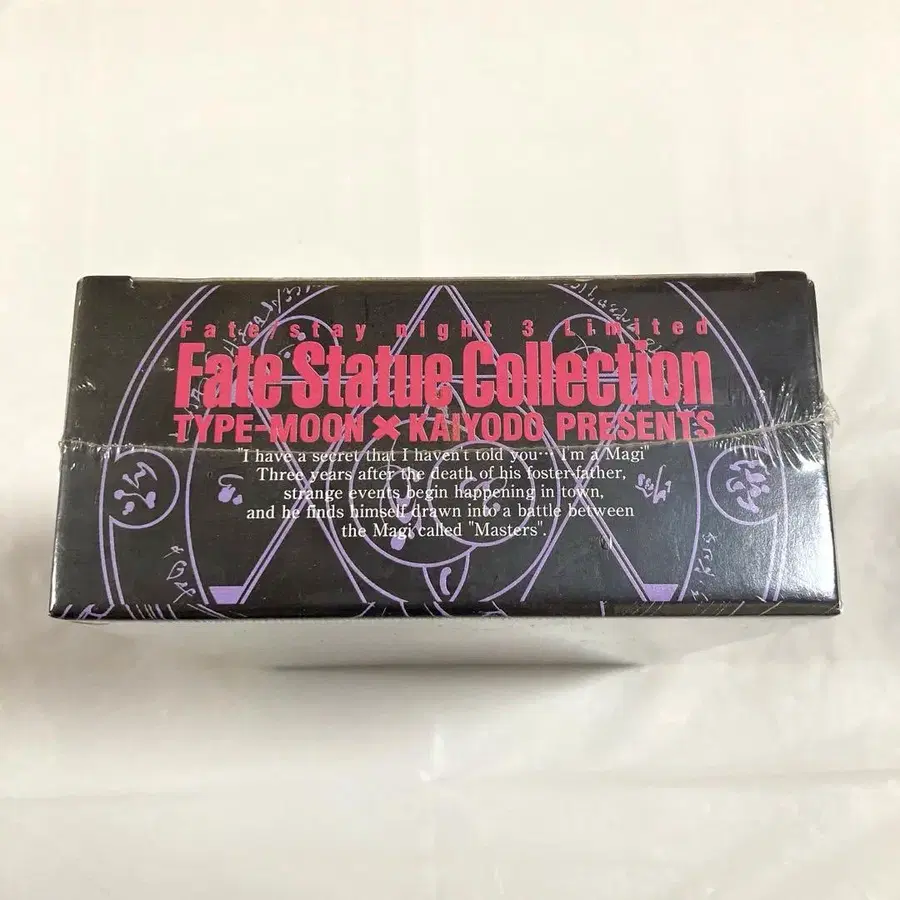 Fate/stay night 3 Limited
Fate Statue Collection
TYPE-MOON × KAIYODO PRESENTS
"I have a secret that I haven't told you… I'm a Magi"
Three years after the death of his foster-father,
strange events begin happening in town,
and he finds himself drawn into a battle between
the Magi called "Masters".